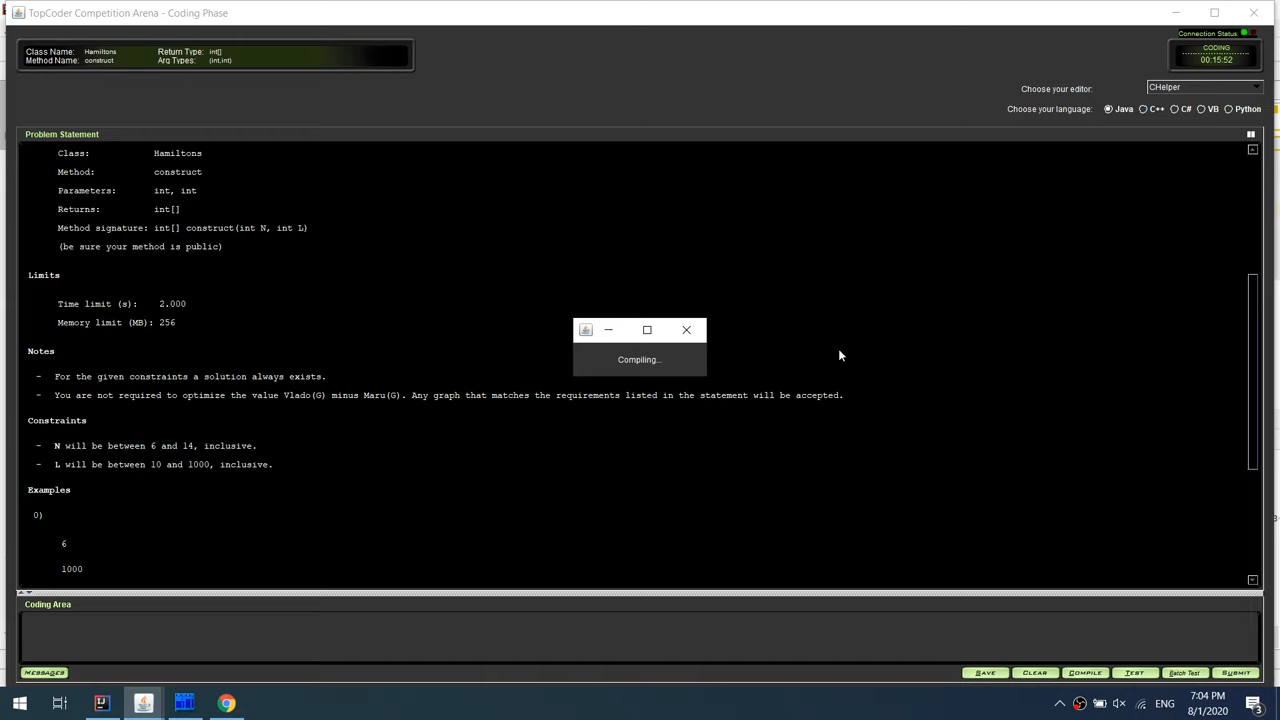 TopCoder Competition Arena - Coding Phase
Connection Status:
Class Name: Hamiltons Return Type: int[]
Method Name: construct Arg Types: (int,int)
CODING
00:15:52
Choose your editor: CHelper
Choose your language: Java C++ C# VB Python
Problem Statement
Class: Hamiltons
Method: construct
Parameters: int, int
Returns: int[]
Method signature: int[] construct(int N, int L)
(be sure your method is public)
Limits
Time limit (s): 2.000
Memory limit (MB): 256
Compiling...
Notes
- For the given constraints a solution always exists.
- You are not required to optimize the value Vlado(G) minus Maru(G). Any graph that matches the requirements listed in the statement will be accepted.
Constraints
- N will be between 6 and 14, inclusive.
- L will be between 10 and 1000, inclusive.
Examples
0)
6
1000
Coding Area
MESSAGES SAVE CLEAR COMPILE TEST Batch Test SUBMIT
ENG
7:04 PM
8/1/2020
3